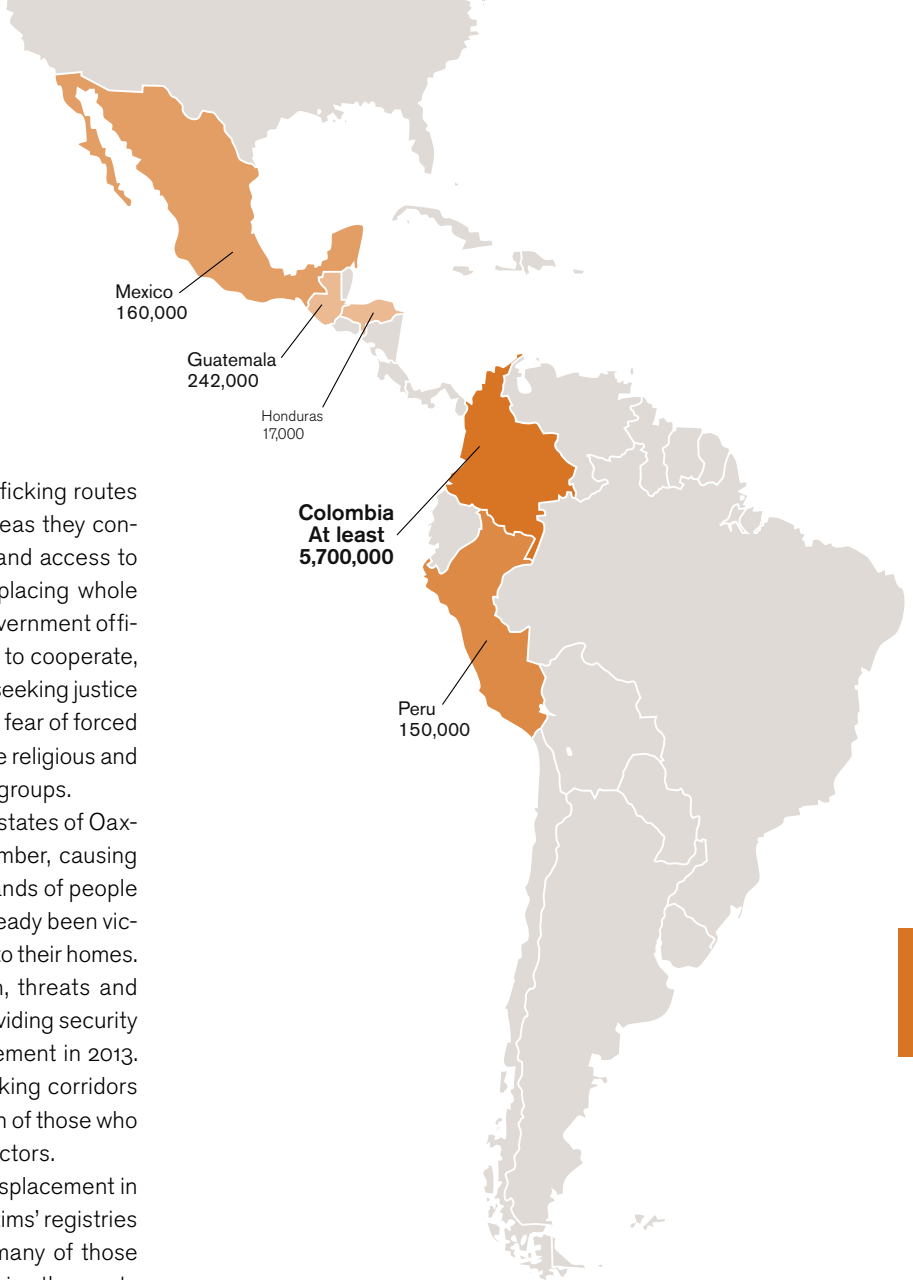 Mexico
160,000
Guatemala
242,000
Honduras
17,000
Colombia
At least
5,700,000
Peru
150,000
ficking routes
eas they con-
and access to
placing whole
vernment offi-
to cooperate,
seeking justice
fear of forced
e religious and
groups.
states of Oax-
mber, causing
nds of people
eady been vic-
to their homes.
n, threats and
viding security
ement in 2013.
king corridors
n of those who
ctors.
splacement in
tims' registries
many of those